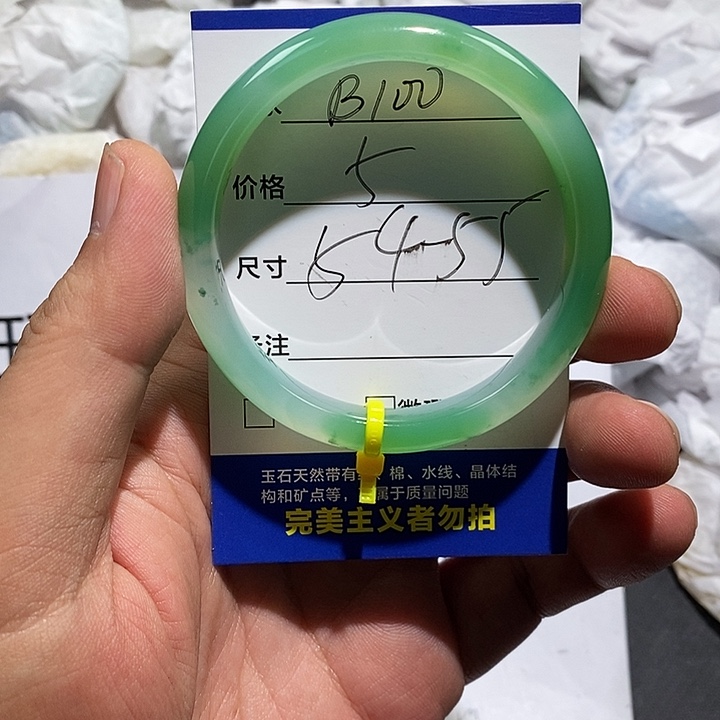 B100
价格 5
尺寸 54-55
注
玉石天然带有、棉、水线、晶体结
构和矿点等，属于质量问题
完美主义者勿拍